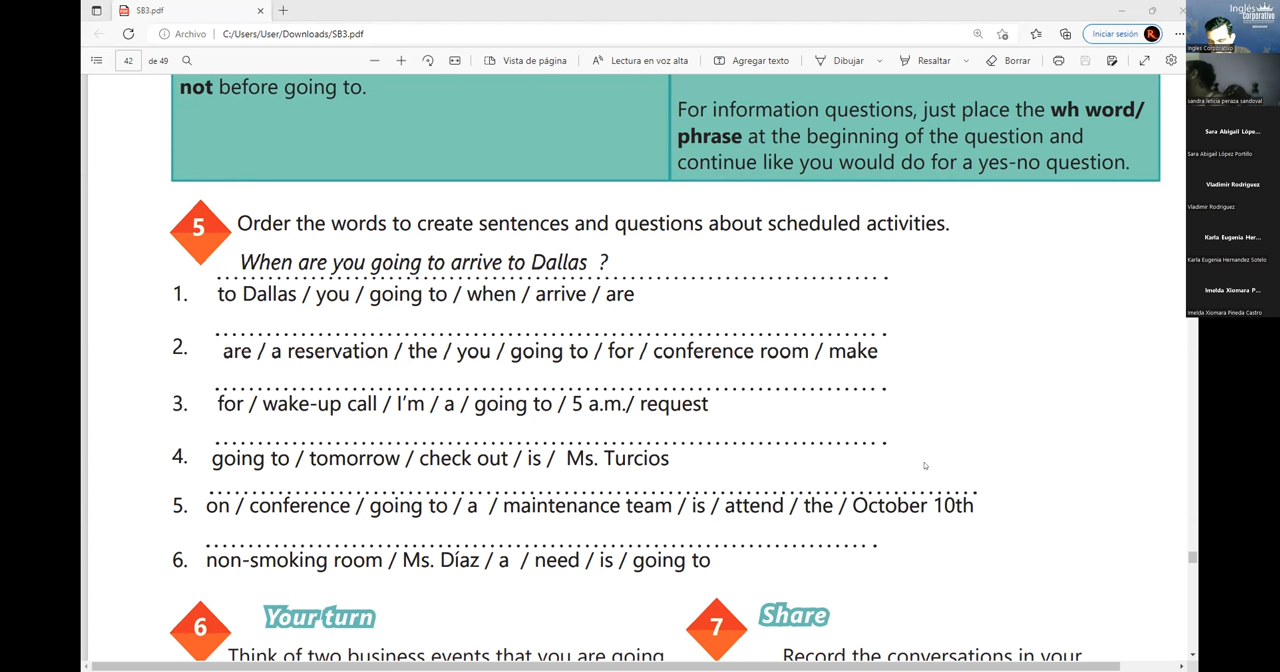 SB3.pdf
Archivo C:/Users/User/Downloads/SB3.pdf
Iniciar sesión
42 de 49
Vista de página
Lectura en voz alta
Agregar texto
Dibujar
Resaltar
Borrar
not before going to.
For information questions, just place the wh word/
phrase at the beginning of the question and
continue like you would do for a yes-no question.
5 Order the words to create sentences and questions about scheduled activities.
When are you going to arrive to Dallas ?
1. to Dallas / you / going to / when / arrive / are
2. are / a reservation / the / you / going to / for / conference room / make
3. for / wake-up call / I'm / a / going to / 5 a.m./ request
4. going to / tomorrow / check out / is / Ms. Turcios
5. on / conference / going to / a / maintenance team / is / attend / the / October 10th
6. non-smoking room / Ms. Díaz / a / need / is / going to
6 Your turn
Think of two business events that you are going
7 Share
Record the conversations in your
Inglés
Corporativo
Ingles Corporativo
sandra leticia peraza sandoval
Sara Abigail Lópe...
Sara Abigail López Portillo
Vladimir Rodriguez
Vladimir Rodriguez
Karla Eugenia Her...
Karla Eugenia Hernandez Sotelo
Imelda Xiomara P...
Imelda Xiomara Pineda Castro